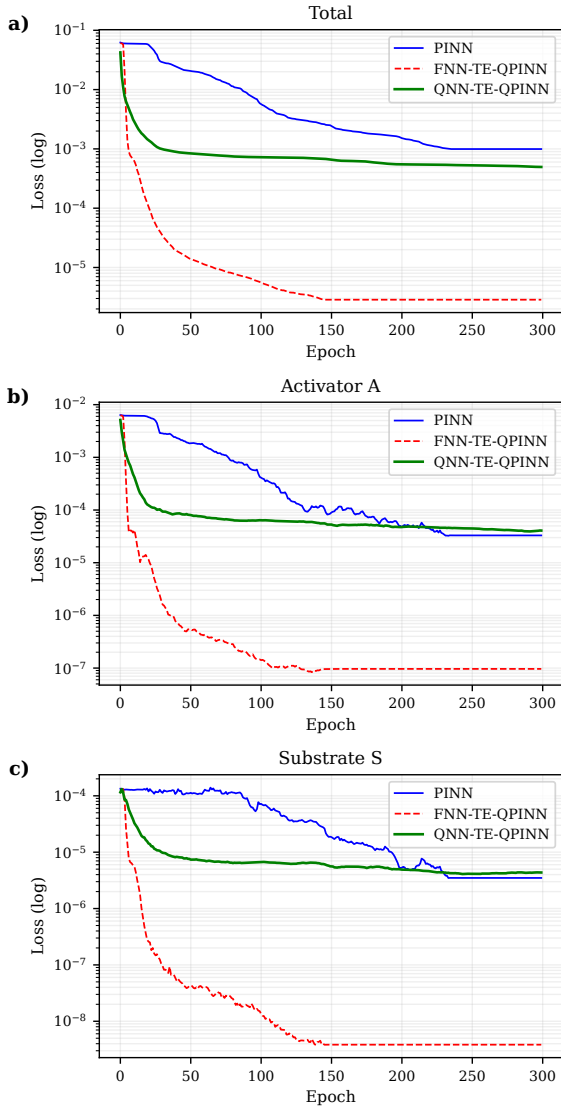 a)
Total
Loss (log)
10⁻¹
10⁻²
10⁻³
10⁻⁴
10⁻⁵
PINN
FNN-TE-QPINN
QNN-TE-QPINN
0 50 100 150 200 250 300
Epoch
b)
Activator A
Loss (log)
10⁻²
10⁻³
10⁻⁴
10⁻⁵
10⁻⁶
10⁻⁷
PINN
FNN-TE-QPINN
QNN-TE-QPINN
0 50 100 150 200 250 300
Epoch
c)
Substrate S
Loss (log)
10⁻⁴
10⁻⁵
10⁻⁶
10⁻⁷
10⁻⁸
PINN
FNN-TE-QPINN
QNN-TE-QPINN
0 50 100 150 200 250 300
Epoch